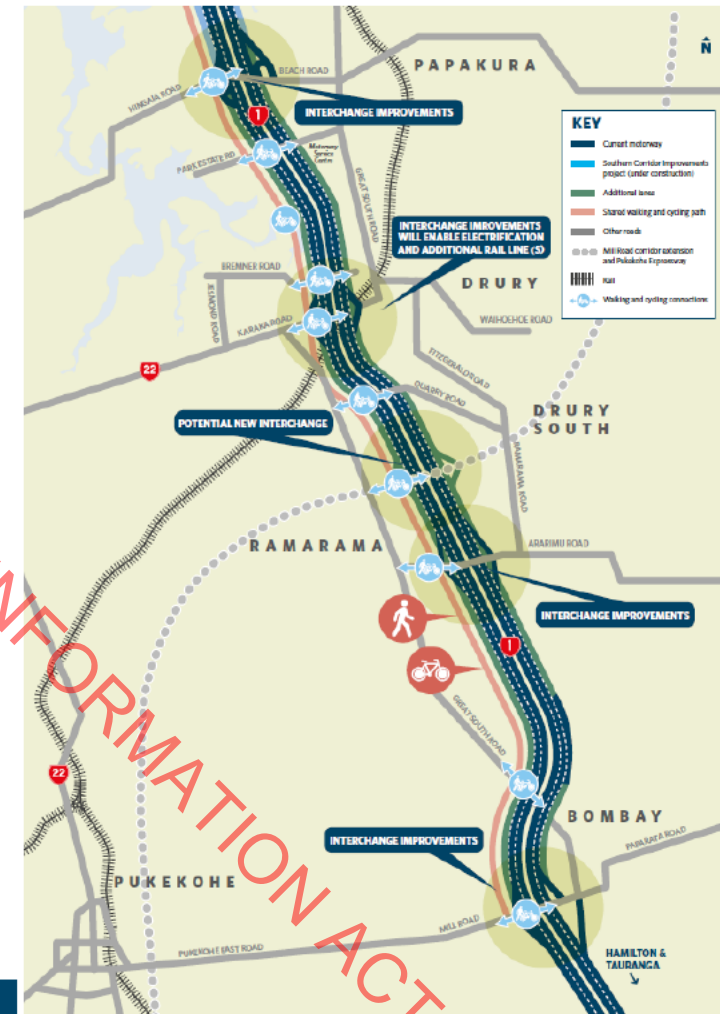 N
PAPAKURA
BEACH ROAD
HINGAIA ROAD
INTERCHANGE IMPROVEMENTS
1
PARK ESTATE RD
Motorway
Service
Centre
GREAT SOUTH ROAD
KEY
Current motorway
Southern Corridor Improvements
project (under construction)
Additional lanes
Shared walking and cycling path
Other roads
Mill Road corridor extension
and Pukekohe Expressway
Rail
Walking and cycling connections
INTERCHANGE IMROVEMENTS
WILL ENABLE ELECTRIFICATION
AND ADDITIONAL RAIL LINE (S)
BREMNER ROAD
DRURY
JESMOND ROAD
KARAKA ROAD
WAIHOEHOE ROAD
22
FITZGERALD ROAD
QUARRY ROAD
DRURY
SOUTH
POTENTIAL NEW INTERCHANGE
RAMARAMA ROAD
RAMARAMA
ARARIMU ROAD
INTERCHANGE IMPROVEMENTS
1
GREAT SOUTH ROAD
22
BOMBAY
INTERCHANGE IMPROVEMENTS
PAPARATA ROAD
PUKEKOHE
MILL ROAD
PUKEKOHE EAST ROAD
HAMILTON &
TAURANGA
INFORMATION ACT